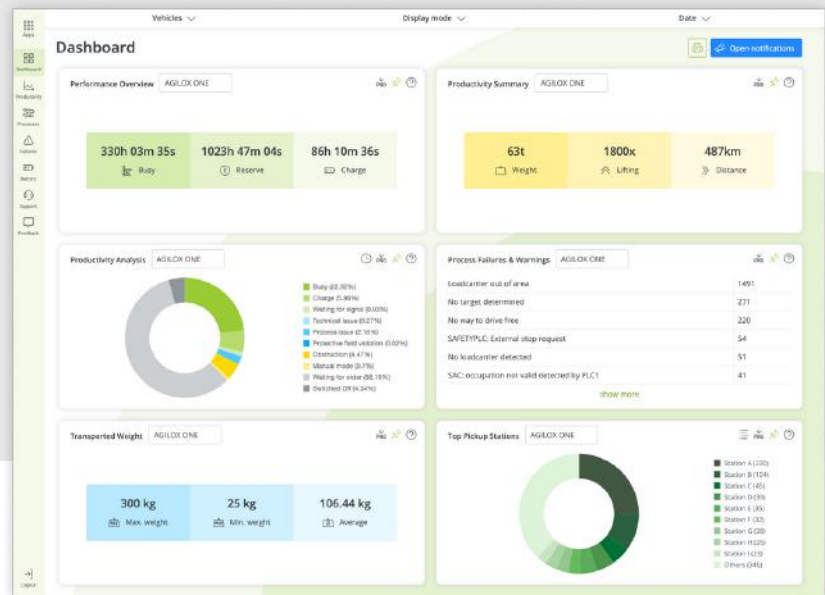 Vehicles
Display mode
Date
Apps
Dashboard
Open notifications
Dashboard
Productivity
Processes
Failures
Battery
Support
Feedback
Logout
Performance Overview AGILOX ONE
330h 03m 35s 1023h 47m 04s 86h 10m 36s
Busy Reserve Charge
Productivity Summary AGILOX ONE
63t 1800x 487km
Weight Lifting Distance
Productivity Analysis AGILOX ONE
Charge (5.86%)
Waiting for signal (0.03%)
Technical issue (0.27%)
Process issue (2.18%)
Protective field violation (0.02%)
Obstruction (4.47%)
Manual mode (0.7%)
Waiting for order
Switched Off (4.24%)
Process Failures & Warnings AGILOX ONE
Loadcarrier out of area 1491
No target determined 271
No way to drive free 220
SAFETYPLC: External stop request 54
No loadcarrier detected 51
SAC: occupation not valid detected by PLC1 41
show more
Transported Weight AGILOX ONE
300 kg 25 kg 106.44 kg
Max. weight Min. weight Average
Top Pickup Stations AGILOX ONE
Station A (230)
Station B (104)
Station C (45)
Station D (39)
Station E (36)
Station F (32)
Station G (28)
Station H (26)
Station I (23)
Others (345)